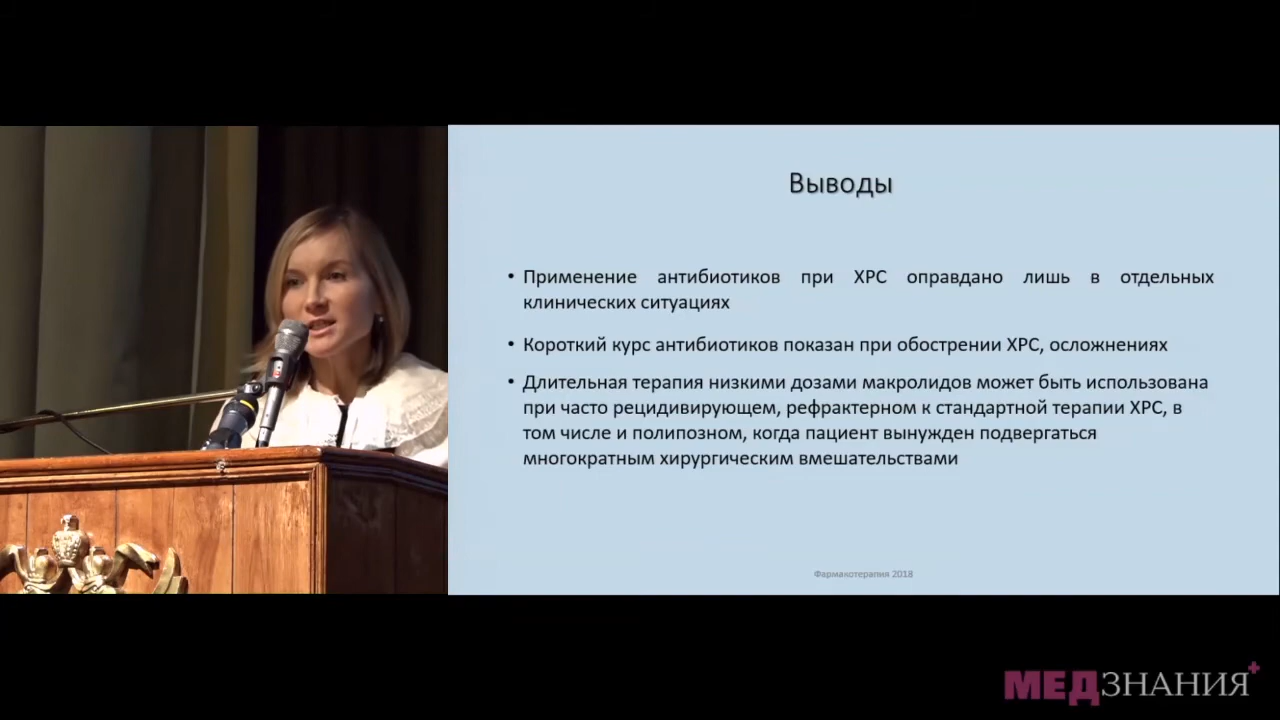 Выводы
• Применение антибиотиков при ХРС оправдано лишь в отдельных
клинических ситуациях
• Короткий курс антибиотиков показан при обострении ХРС, осложнениях
• Длительная терапия низкими дозами макролидов может быть использована
при часто рецидивирующем, рефрактерном к стандартной терапии ХРС, в
том числе и полипозном, когда пациент вынужден подвергаться
многократным хирургическим вмешательствами
Фармакотерапия 2018
МЕДЗНАНИЯ+